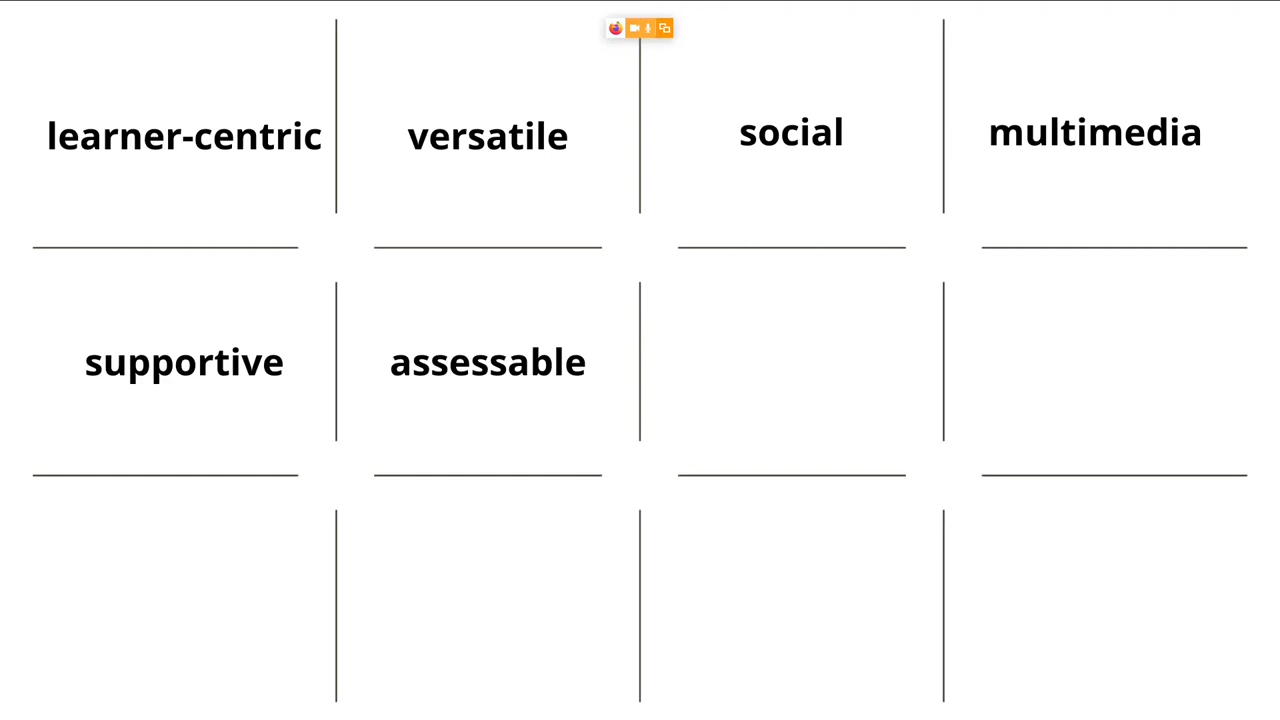 learner-centric
versatile
social
multimedia
supportive
assessable